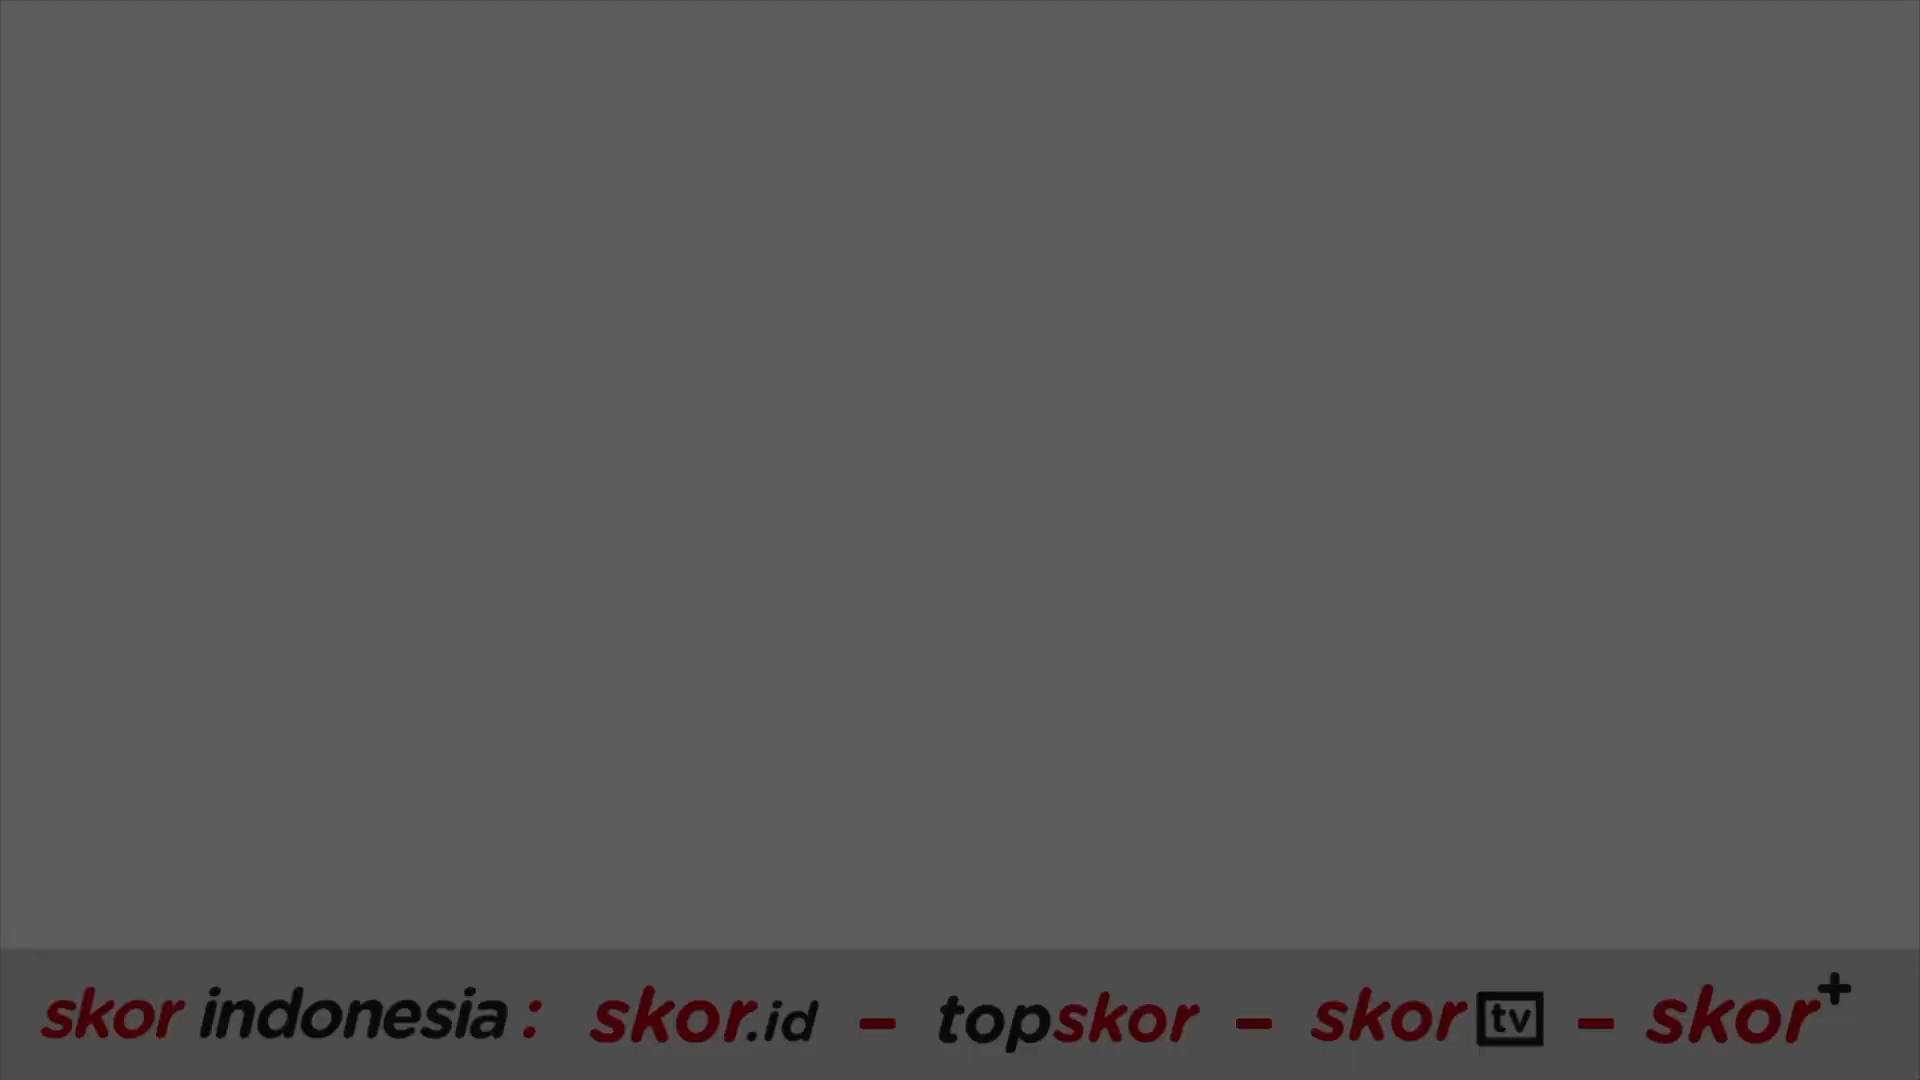 skor indonesia : skor.id – topskor – skor tv – skor+